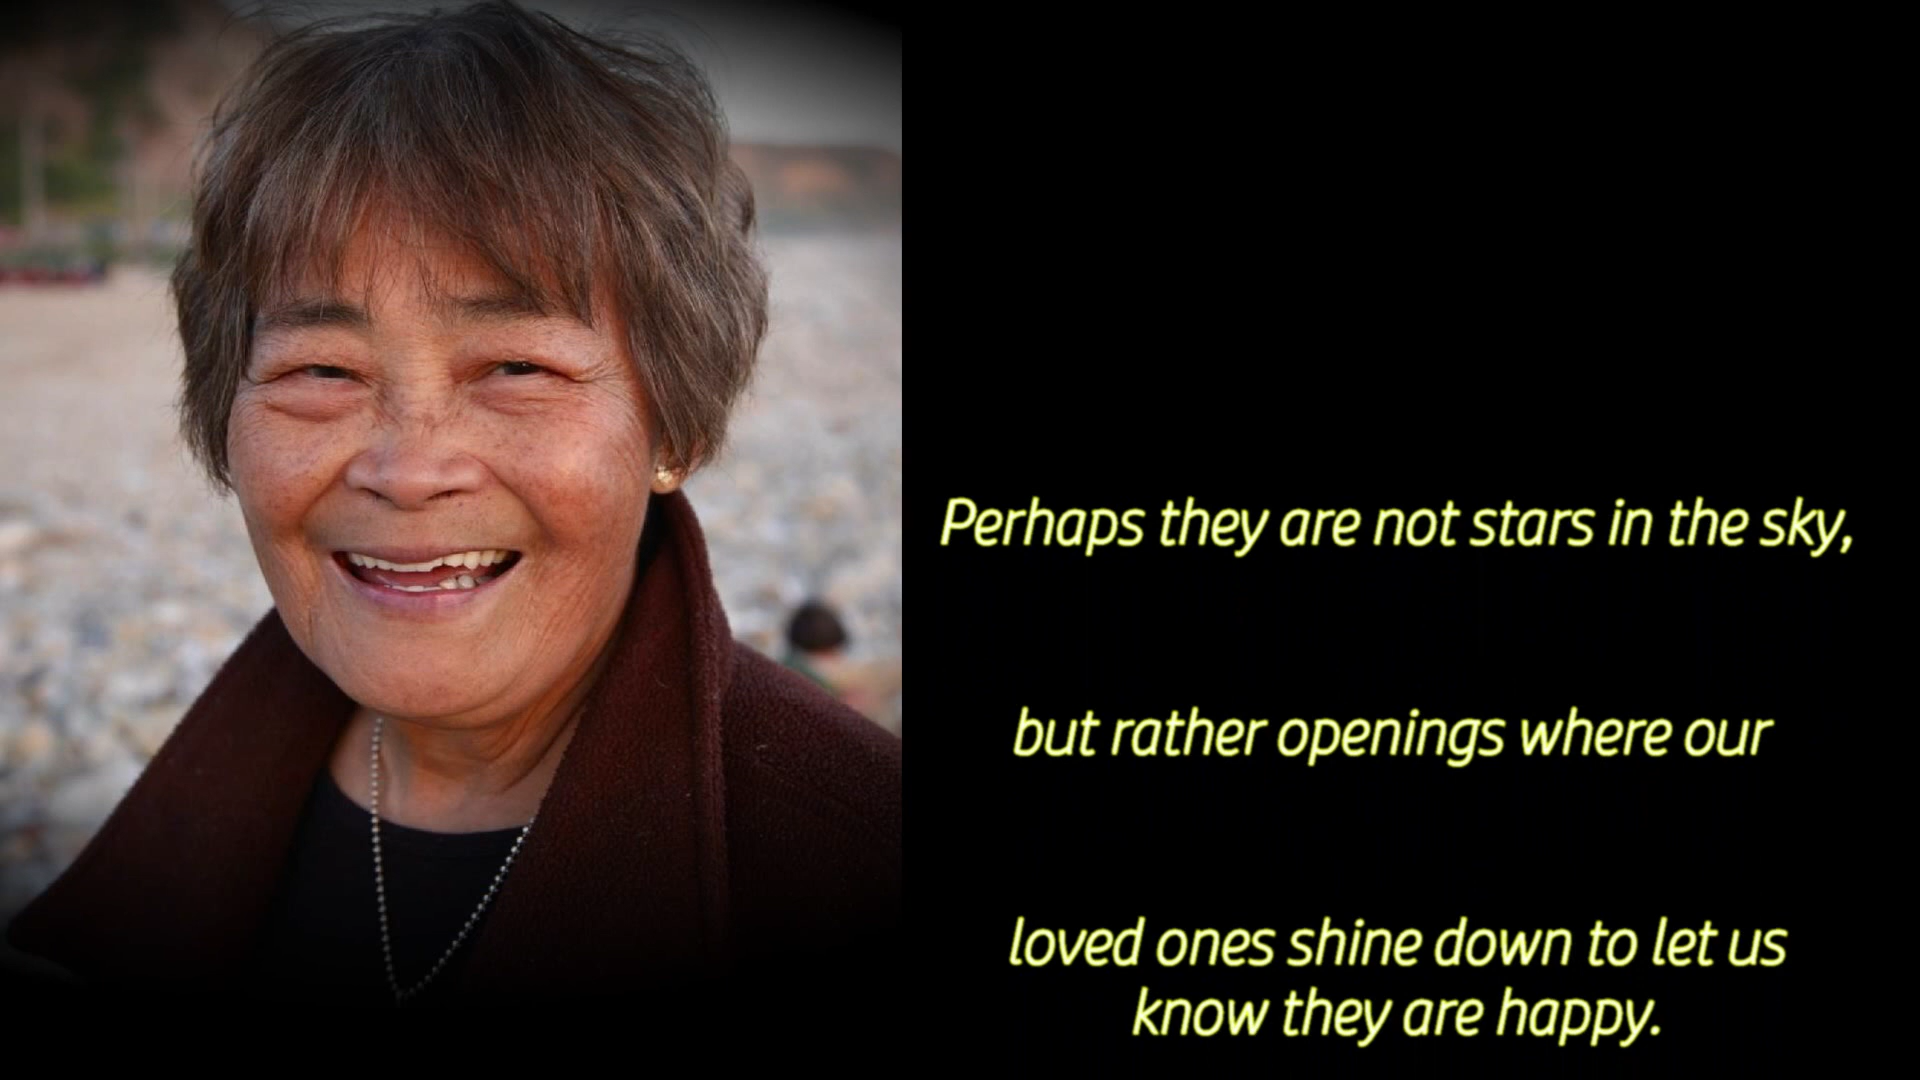 Perhaps they are not stars in the sky,
but rather openings where our
loved ones shine down to let us
know they are happy.